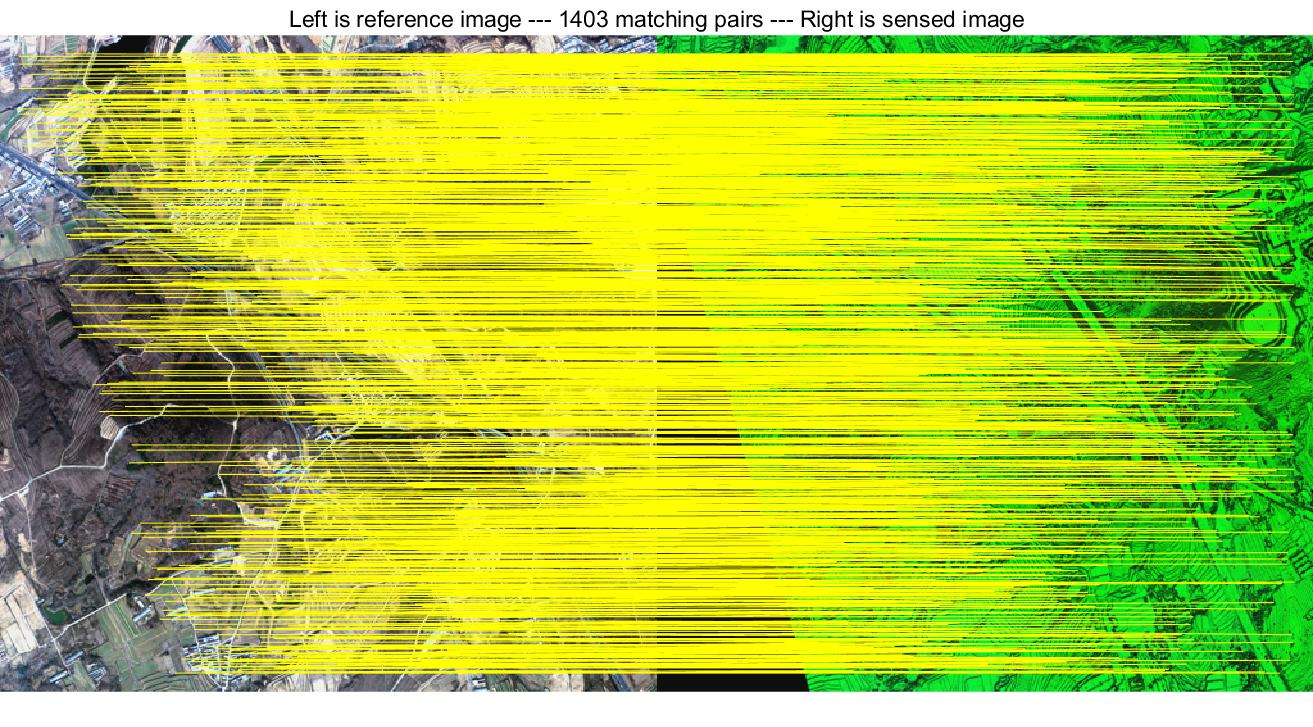 Left is reference image --- 1403 matching pairs --- Right is sensed image